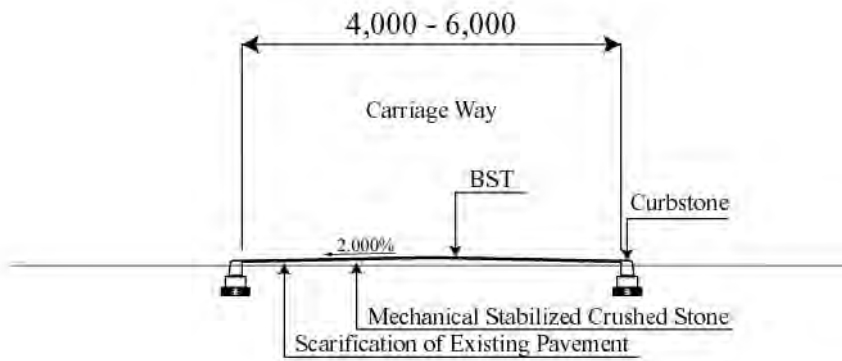 4,000 - 6,000
Carriage Way
BST
Curbstone
2.000%
Mechanical Stabilized Crushed Stone
Scarification of Existing Pavement